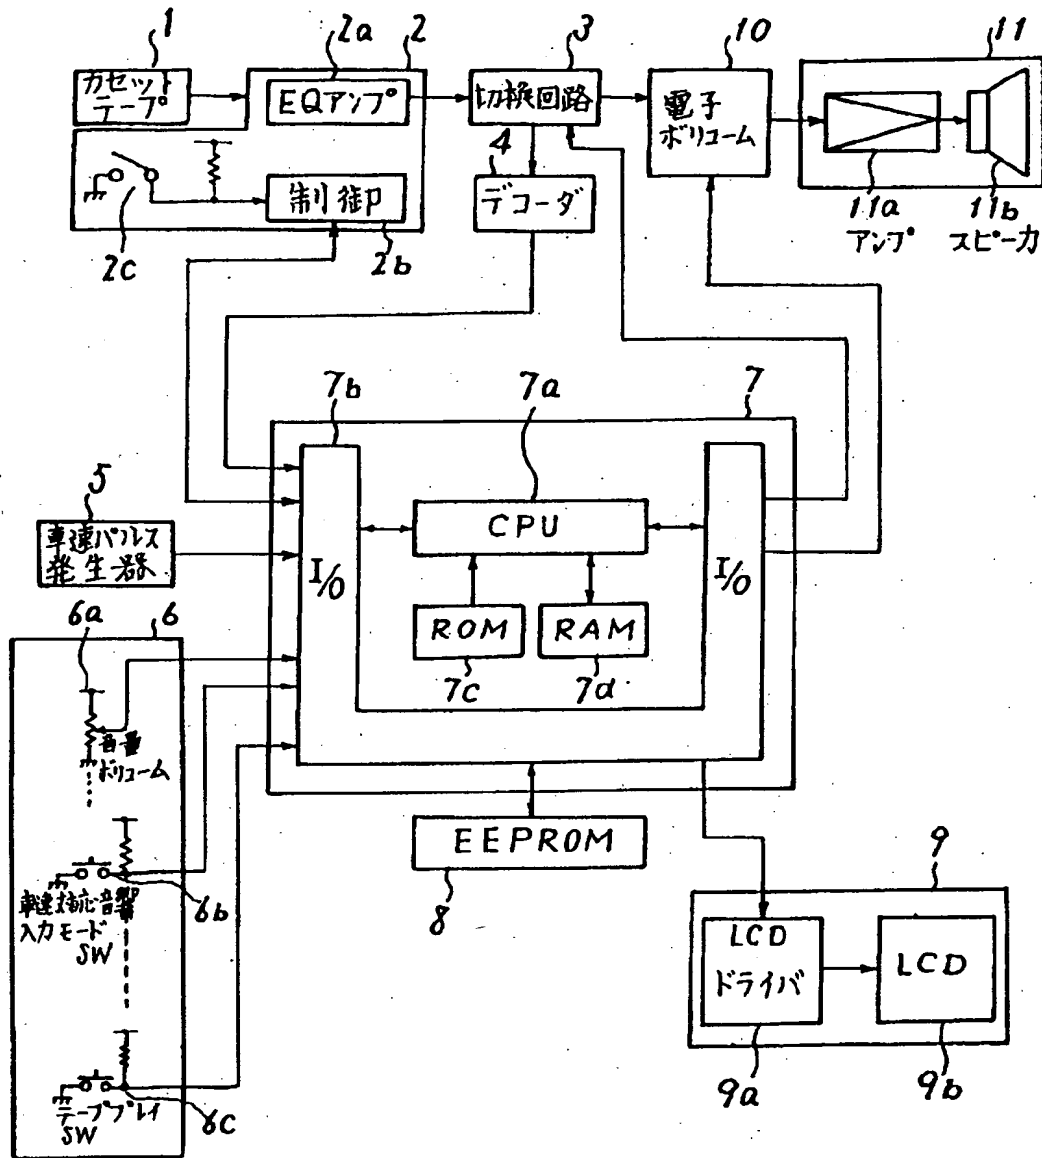 1
2a
2
3
10
11
カセット
テープ
EQアンプ
切換回路
電子
ボリューム
4
デコーダ
制御
2c
2b
11a
アンプ
11b
スピーカ
7b
7a
7
5
車速パルス
発生器
CPU
I/O
I/O
ROM
RAM
7c
7d
6a
6
音量
ボリューム
EEPROM
8
6b
車速対応音響
入力モード
SW
9
LCD
ドライバ
LCD
9a
9b
テーププレイ
SW
6c